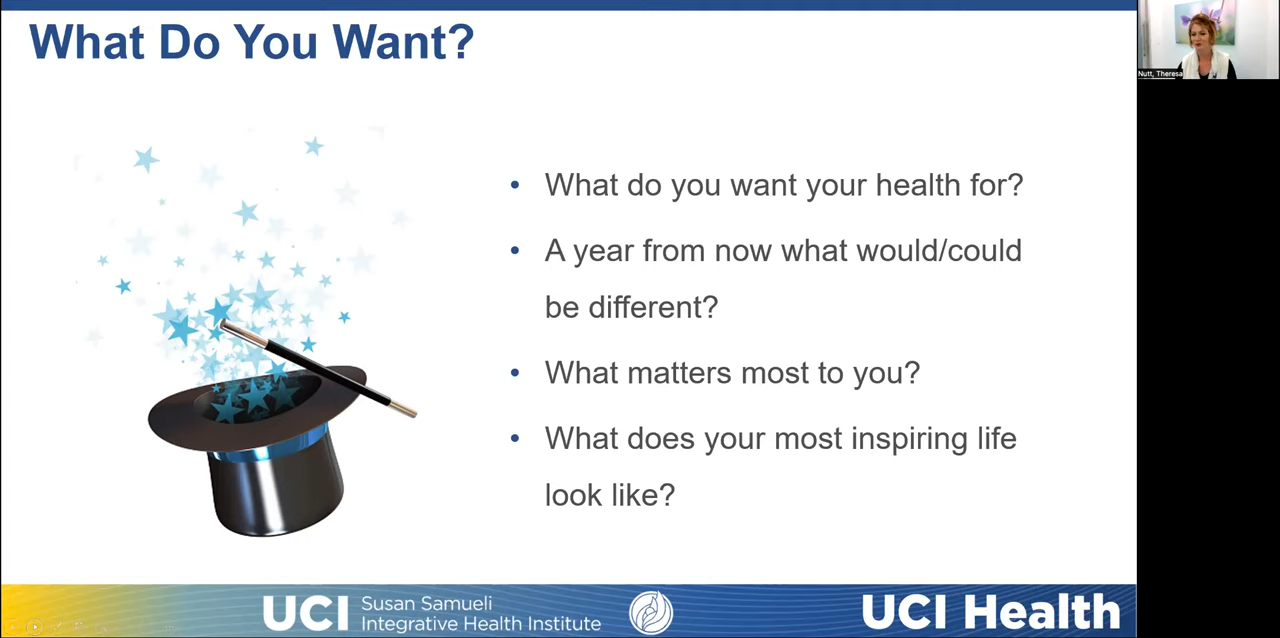 What Do You Want?
Nutt, Theresa
• What do you want your health for?
• A year from now what would/could
be different?
• What matters most to you?
• What does your most inspiring life
look like?
UCI Susan Samueli
Integrative Health Institute
UCI Health